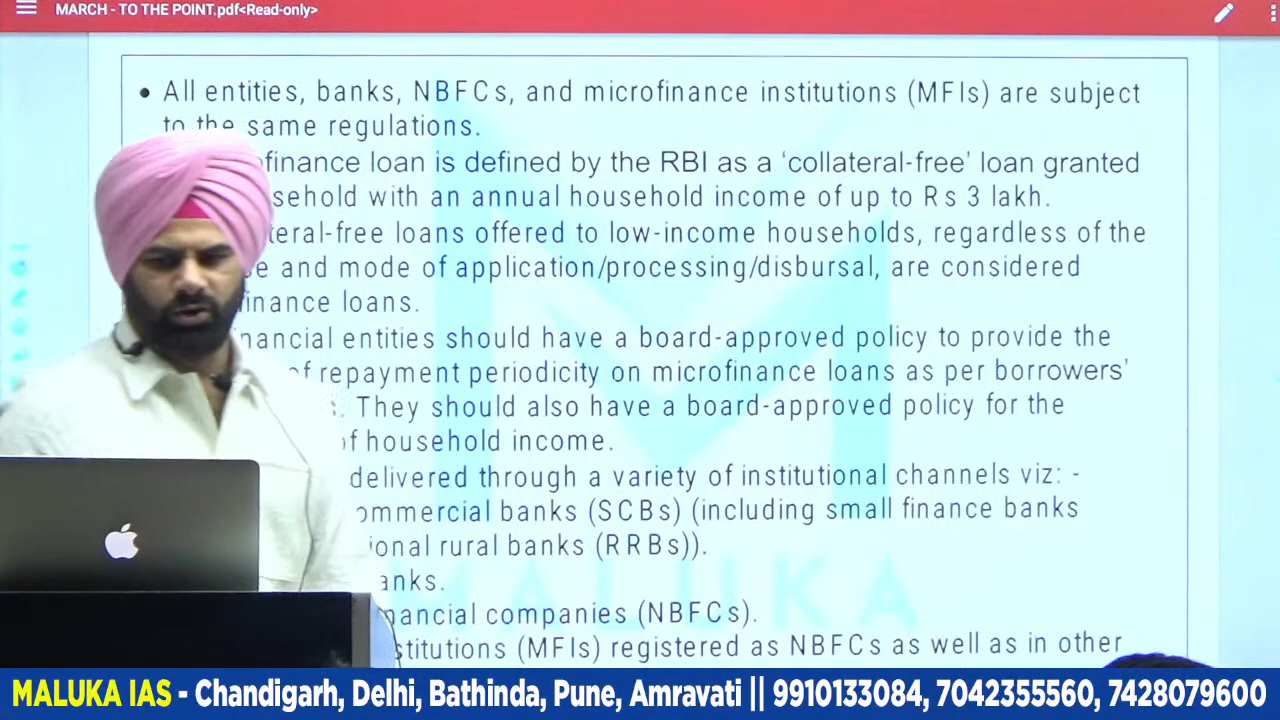 MARCH - TO THE POINT.pdf<Read-only>
• All entities, banks, NBFCs, and microfinance institutions (MFIs) are subject
to the same regulations.
finance loan is defined by the RBI as a ‘collateral-free’ loan granted
sehold with an annual household income of up to Rs 3 lakh.
teral-free loans offered to low-income households, regardless of the
e and mode of application/processing/disbursal, are considered
finance loans.
nancial entities should have a board-approved policy to provide the
of repayment periodicity on microfinance loans as per borrowers’
. They should also have a board-approved policy for the
of household income.
delivered through a variety of institutional channels viz: -
ommercial banks (SCBs) (including small finance banks
ional rural banks (RRBs)).
anks.
nancial companies (NBFCs).
stitutions (MFIs) registered as NBFCs as well as in other
MALUKA
MALUKA IAS - Chandigarh, Delhi, Bathinda, Pune, Amravati || 9910133084, 7042355560, 7428079600